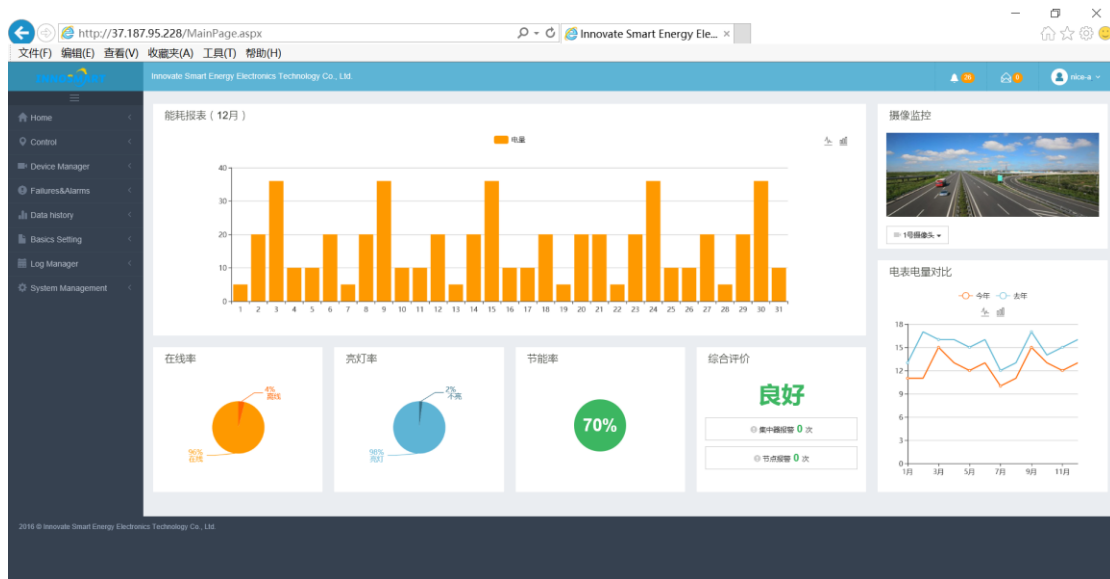 http://37.187.95.228/MainPage.aspx
Innovate Smart Energy Ele...
文件(F) 编辑(E) 查看(V) 收藏夹(A) 工具(T) 帮助(H)
Innovate Smart Energy Electronics Technology Co., Ltd.
0
nice-a
Home
Control
Device Manager
Failures&Alarms
Data history
Basics Setting
Log Manager
System Management
能耗报表 ( 12月 )
电量
40
30
20
10
0
1 2 3 4 5 6 7 8 9 10 11 12 13 14 15 16 17 18 19 20 21 22 23 24 25 26 27 28 29 30 31
摄像监控
1号摄像头
电表电量对比
今年 去年
18
15
12
9
6
3
0
1月 3月 5月 7月 9月 11月
在线率
4%
离线
96%
在线
亮灯率
2%
不亮
98%
亮灯
节能率
70%
综合评价
良好
集中器报警 0 次
节点报警 0 次
2016 © Innovate Smart Energy Electronics Technology Co., Ltd.